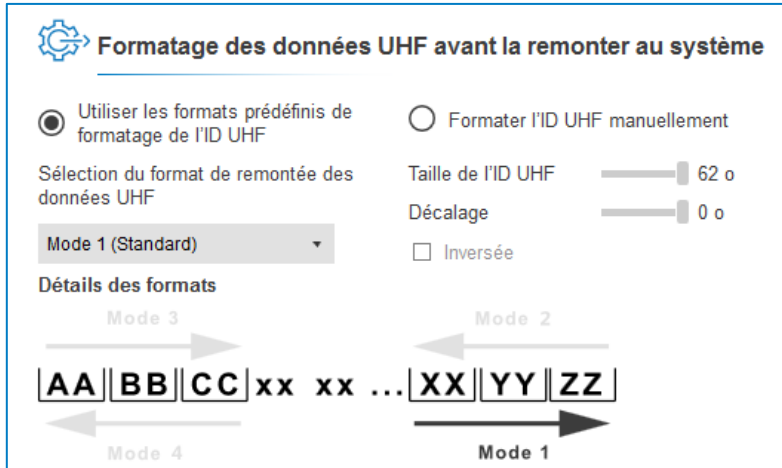 Formatage des données UHF avant la remonter au système
Utiliser les formats prédéfinis de
formatage de l'ID UHF
Formater l'ID UHF manuellement
Sélection du format de remontée des
données UHF
Mode 1 (Standard)
Taille de l'ID UHF 62 o
Décalage 0 o
Inversée
Détails des formats
Mode 3 Mode 2
AA BB CC xx xx ... XX YY ZZ
Mode 4 Mode 1